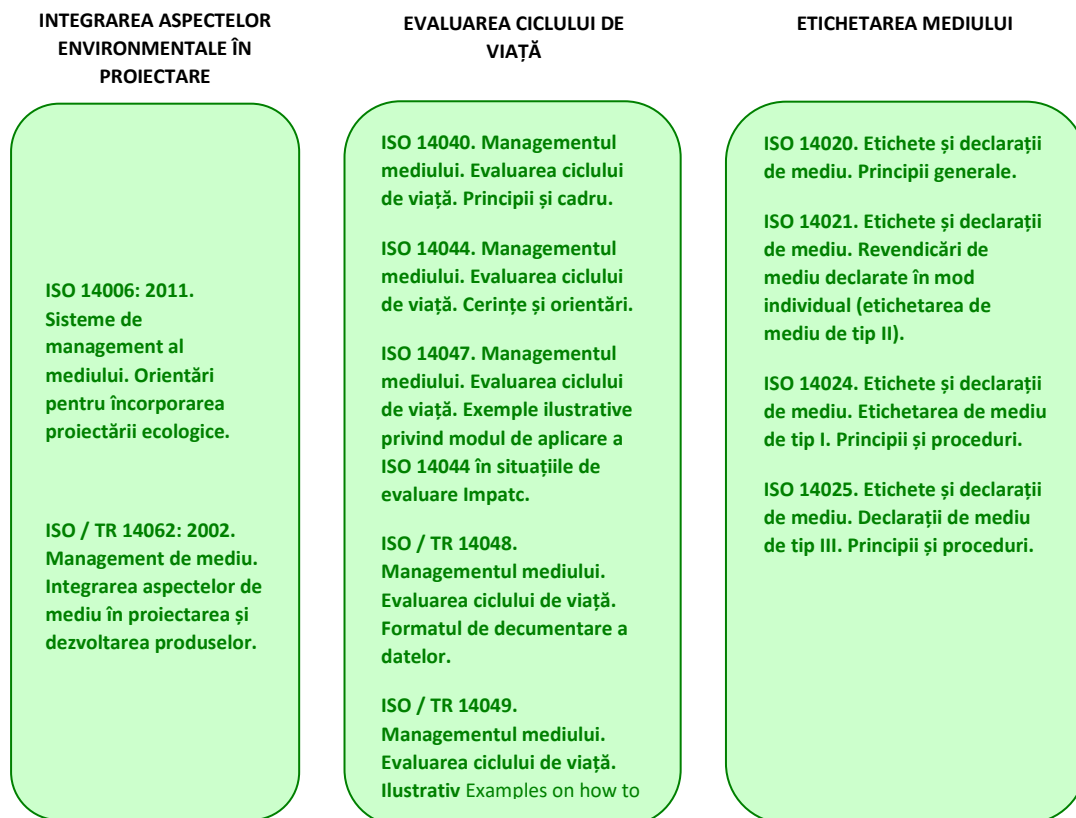 INTEGRAREA ASPECTELOR
ENVIRONMENTALE ÎN
PROIECTARE
ISO 14006: 2011.
Sisteme de
management al
mediului. Orientări
pentru încorporarea
proiectării ecologice.
ISO / TR 14062: 2002.
Management de mediu.
Integrarea aspectelor de
mediu în proiectarea și
dezvoltarea produselor.
EVALUAREA CICLULUI DE
VIAȚĂ
ISO 14040. Managementul
mediului. Evaluarea ciclului
de viață. Principii și cadru.
ISO 14044. Managementul
mediului. Evaluarea ciclului
de viață. Cerințe și orientări.
ISO 14047. Managementul
mediului. Evaluarea ciclului
de viață. Exemple ilustrative
privind modul de aplicare a
ISO 14044 în situațiile de
evaluare Impatc.
ISO / TR 14048.
Managementul mediului.
Evaluarea ciclului de viață.
Formatul de decumentare a
datelor.
ISO / TR 14049.
Managementul mediului.
Evaluarea ciclului de viață.
Ilustrativ Examples on how to
ETICHETAREA MEDIULUI
ISO 14020. Etichete și declarații
de mediu. Principii generale.
ISO 14021. Etichete și declarații
de mediu. Revendicări de
mediu declarate în mod
individual (etichetarea de
mediu de tip II).
ISO 14024. Etichete și declarații
de mediu. Etichetarea de mediu
de tip I. Principii și proceduri.
ISO 14025. Etichete și declarații
de mediu. Declarații de mediu
de tip III. Principii și proceduri.